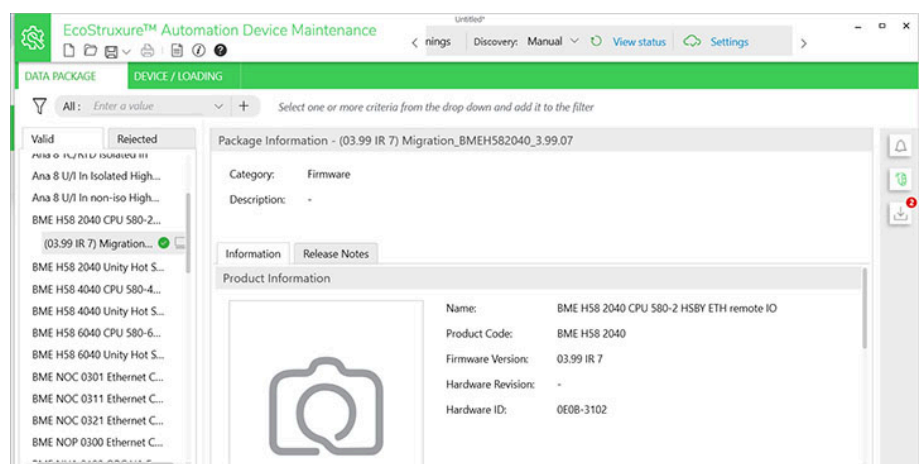 Untitled*
EcoStruxure™ Automation Device Maintenance
nings Discovery: Manual View status Settings
DATA PACKAGE DEVICE / LOADING
All: Enter a value + Select one or more criteria from the drop down and add it to the filter
Valid Rejected
Package Information - (03.99 IR 7) Migration_BMEH582040_3.99.07
Ana 8 U/I In Isolated High...
Ana 8 U/I In non-iso High...
BME H58 2040 CPU 580-2...
(03.99 IR 7) Migration...
BME H58 2040 Unity Hot S...
BME H58 4040 CPU 580-4...
BME H58 4040 Unity Hot S...
BME H58 6040 CPU 580-6...
BME H58 6040 Unity Hot S...
BME NOC 0301 Ethernet C...
BME NOC 0311 Ethernet C...
BME NOC 0321 Ethernet C...
BME NOP 0300 Ethernet C...
Category: Firmware
Description: -
Information Release Notes
Product Information
Name: BME H58 2040 CPU 580-2 HSBY ETH remote IO
Product Code: BME H58 2040
Firmware Version: 03.99 IR 7
Hardware Revision: -
Hardware ID: 0E0B-3102
2